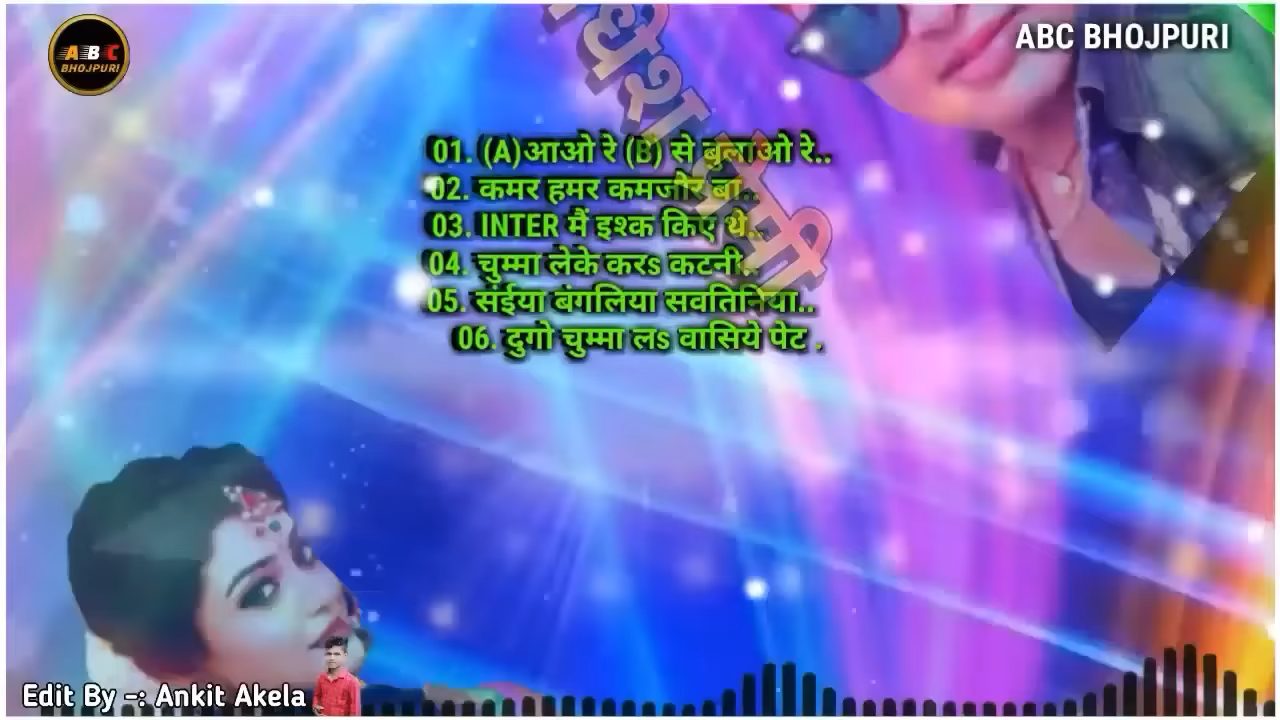 ABC
BHOJPURI
ABC BHOJPURI
01. (A)आओ रे (B) से बुलाओ रे..
02. कमर हमर कमजोर बा..
03. INTER मैं इश्क किए थे..
04. चुम्मा लेके करs कटनी..
05. संईया बंगलिया सवतिनिया..
06. दुगो चुम्मा लs वासिये पेट .
Edit By -: Ankit Akela